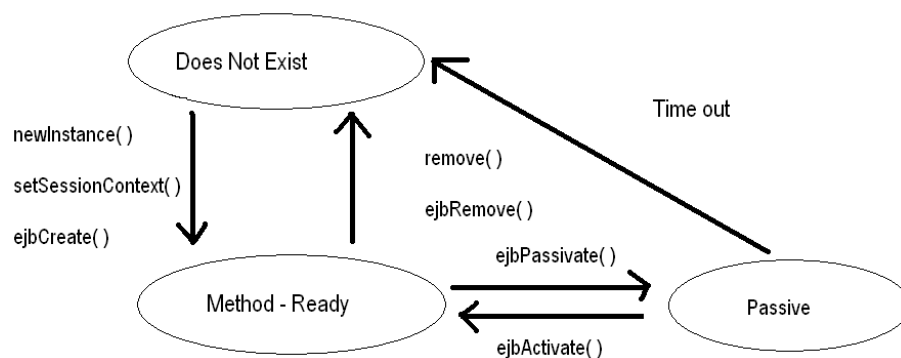 Does Not Exist
Time out
newInstance( )
setSessionContext( )
ejbCreate( )
remove( )
ejbRemove( )
ejbPassivate( )
Method - Ready
Passive
ejbActivate( )